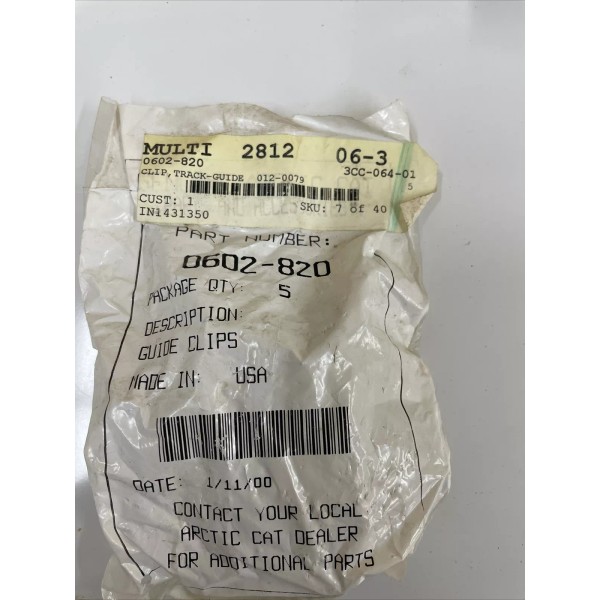 MULTI 2812 06-3
0602-820 3CC-064-01
CLIP,TRACK-GUIDE 012-0079 5
CUST: 1 SKU: 7 of 40
IN1431350
PART NUMBER:
0602-820
PACKAGE QTY: 5
DESCRIPTION:
GUIDE CLIPS
MADE IN: USA
DATE: 1/11/00
CONTACT YOUR LOCAL
ARCTIC CAT DEALER
FOR ADDITIONAL PARTS